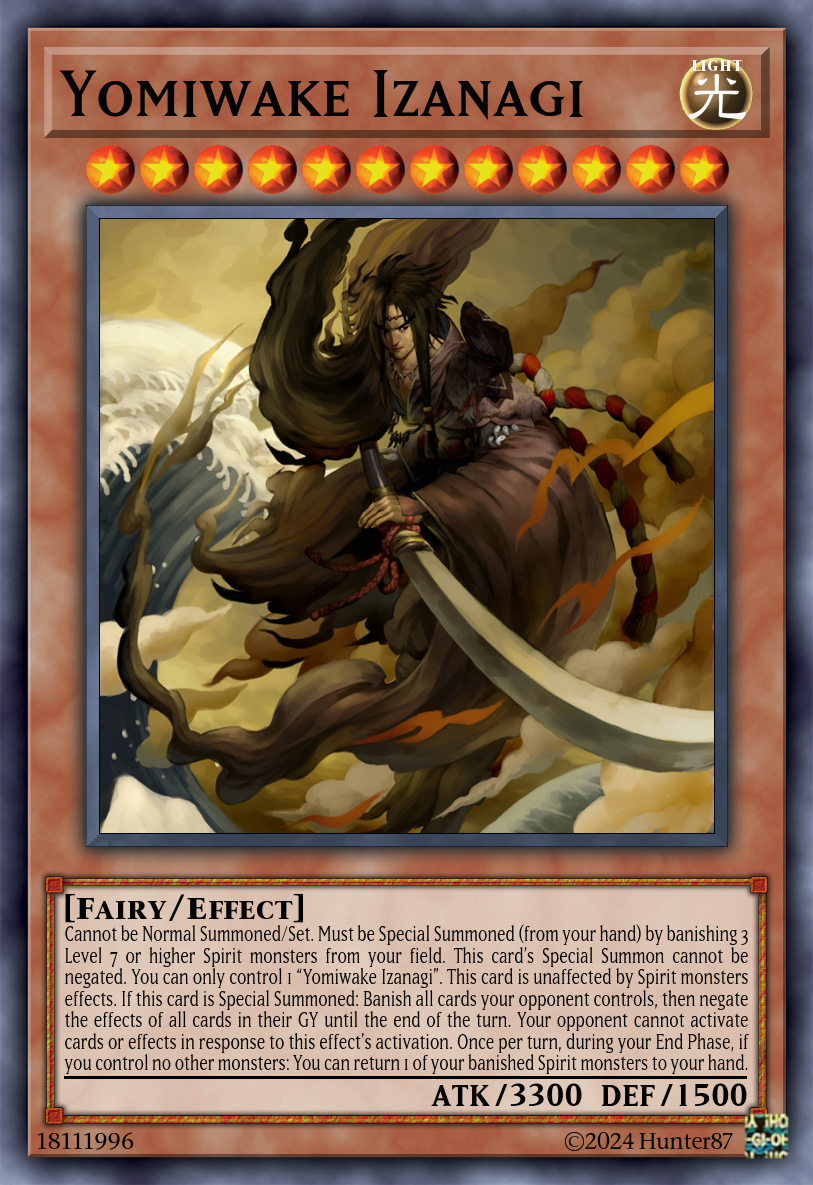 Yomiwake Izanagi
LIGHT
光
[Fairy/Effect]
Cannot be Normal Summoned/Set. Must be Special Summoned (from your hand) by banishing 3
Level 7 or higher Spirit monsters from your field. This card's Special Summon cannot be
negated. You can only control 1 “Yomiwake Izanagi”. This card is unaffected by Spirit monsters
effects. If this card is Special Summoned: Banish all cards your opponent controls, then negate
the effects of all cards in their GY until the end of the turn. Your opponent cannot activate
cards or effects in response to this effect's activation. Once per turn, during your End Phase, if
you control no other monsters: You can return 1 of your banished Spirit monsters to your hand.
ATK/3300 DEF/1500
18111996 ©2024 Hunter87